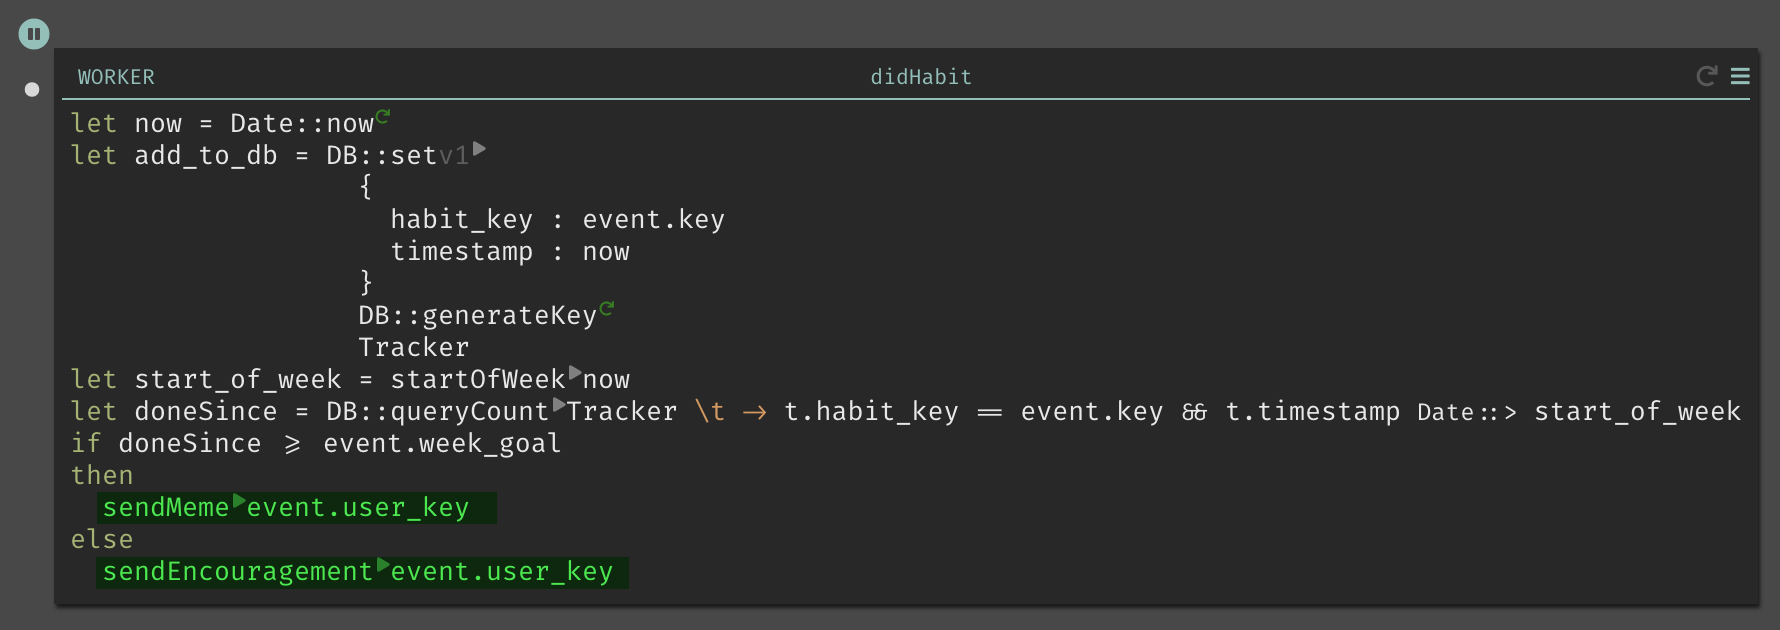 WORKER didHabit
let now = Date::now
let add_to_db = DB::setv1
{
habit_key : event.key
timestamp : now
}
DB::generateKey
Tracker
let start_of_week = startOfWeek now
let doneSince = DB::queryCount Tracker \t -> t.habit_key == event.key && t.timestamp Date::> start_of_week
if doneSince >= event.week_goal
then
sendMeme event.user_key
else
sendEncouragement event.user_key